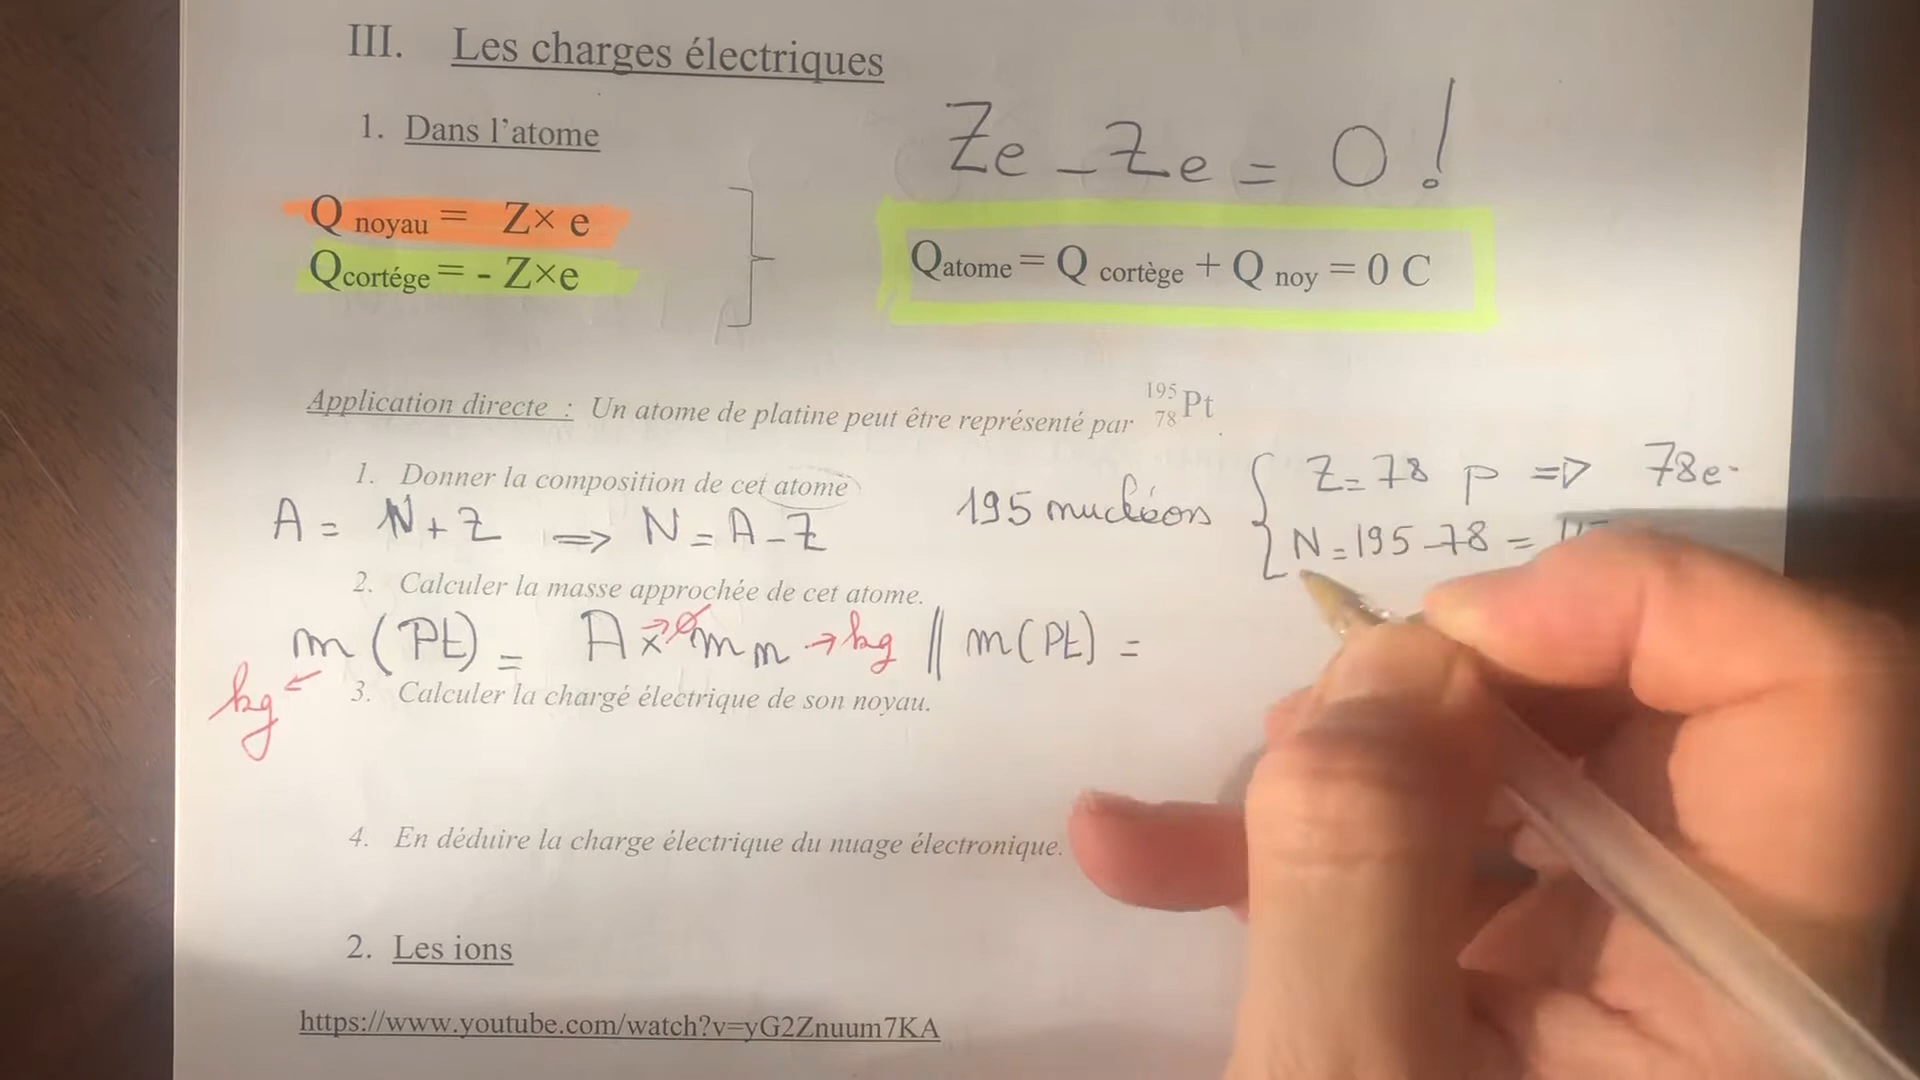 III. Les charges électriques
1. Dans l'atome
Ze - Ze = 0 !
Q noyau = Z× e
Qcortége = - Z×e
Qatome = Q cortège + Q noy = 0 C
Application directe : Un atome de platine peut être représenté par 195 78 Pt .
1. Donner la composition de cet atome
A = N + Z => N = A - Z
195 nucléons
Z = 78 p => 78e-
N = 195 - 78 =
2. Calculer la masse approchée de cet atome.
m (Pt) = A × mn → kg || m (Pt) =
kg ←
3. Calculer la chargé électrique de son noyau.
4. En déduire la charge électrique du nuage électronique.
2. Les ions
https://www.youtube.com/watch?v=yG2Znuum7KA